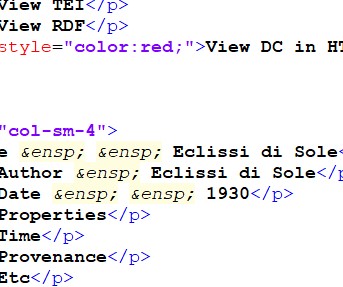 View TEI</p>
View RDF</p>
style="color:red;">View DC in HT
"col-sm-4">
e &ensp; &ensp; Eclissi di Sole<
Author &ensp; Eclissi di Sole</p
Date &ensp; &ensp; 1930</p>
Properties</p>
Time</p>
Provenance</p>
Etc</p>